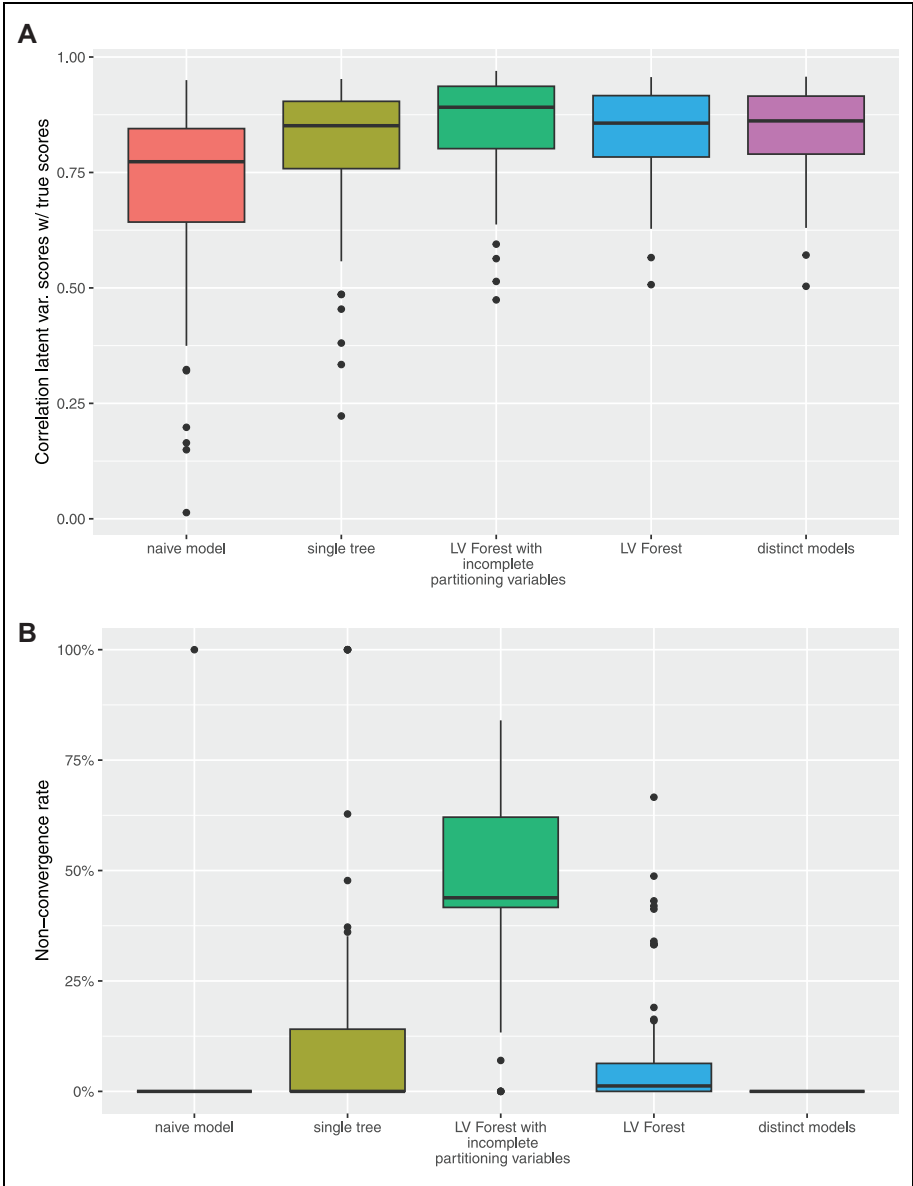 A
1.00
0.75
0.50
0.25
0.00
Correlation latent var. scores w/ true scores
naive model
single tree
LV Forest with
incomplete
partitioning variables
LV Forest
distinct models
B
100%
75%
50%
25%
0%
Non−convergence rate
naive model
single tree
LV Forest with
incomplete
partitioning variables
LV Forest
distinct models